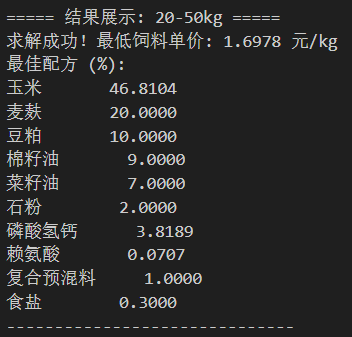 ===== 结果展示: 20-50kg =====
求解成功! 最低饲料单价: 1.6978 元/kg
最佳配方 (%):
玉米 46.8104
麦麸 20.0000
豆粕 10.0000
棉籽油 9.0000
菜籽油 7.0000
石粉 2.0000
磷酸氢钙 3.8189
赖氨酸 0.0707
复合预混料 1.0000
食盐 0.3000
------------------------------